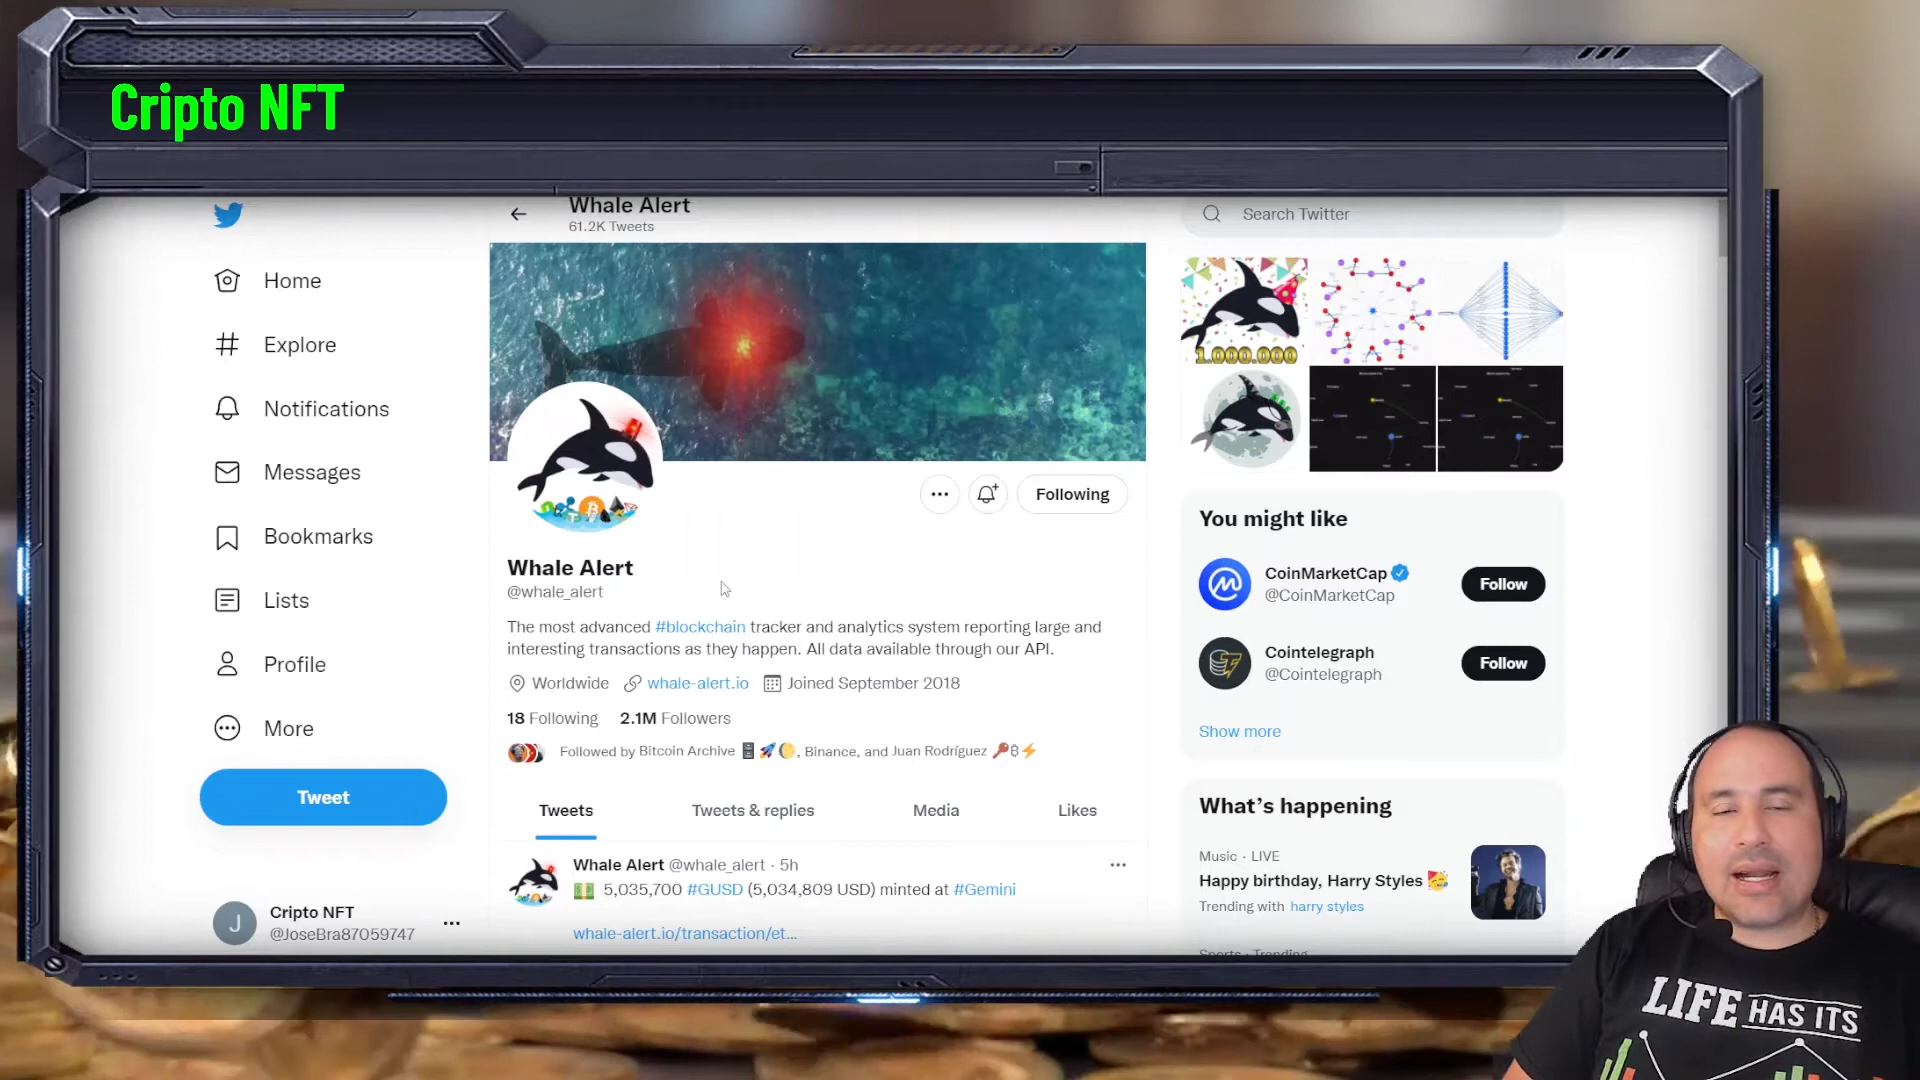 Cripto NFT
Whale Alert
61.2K Tweets
Search Twitter
Home
Explore
Notifications
Messages
Bookmarks
Lists
Profile
More
Tweet
Cripto NFT
@JoseBra87059747
Following
Whale Alert
@whale_alert
The most advanced #blockchain tracker and analytics system reporting large and
interesting transactions as they happen. All data available through our API.
Worldwide whale-alert.io Joined September 2018
18 Following 2.1M Followers
Followed by Bitcoin Archive 🗄🚀🌔, Binance, and Juan Rodríguez 🔑₿⚡
Tweets Tweets & replies Media Likes
Whale Alert @whale_alert · 5h
💵 5,035,700 #GUSD (5,034,809 USD) minted at #Gemini
whale-alert.io/transaction/et...
1.000.000
You might like
CoinMarketCap
@CoinMarketCap
Follow
Cointelegraph
@Cointelegraph
Follow
Show more
What's happening
Music · LIVE
Happy birthday, Harry Styles 🥳
Trending with harry styles
Sports · Trending
LIFE HAS ITS